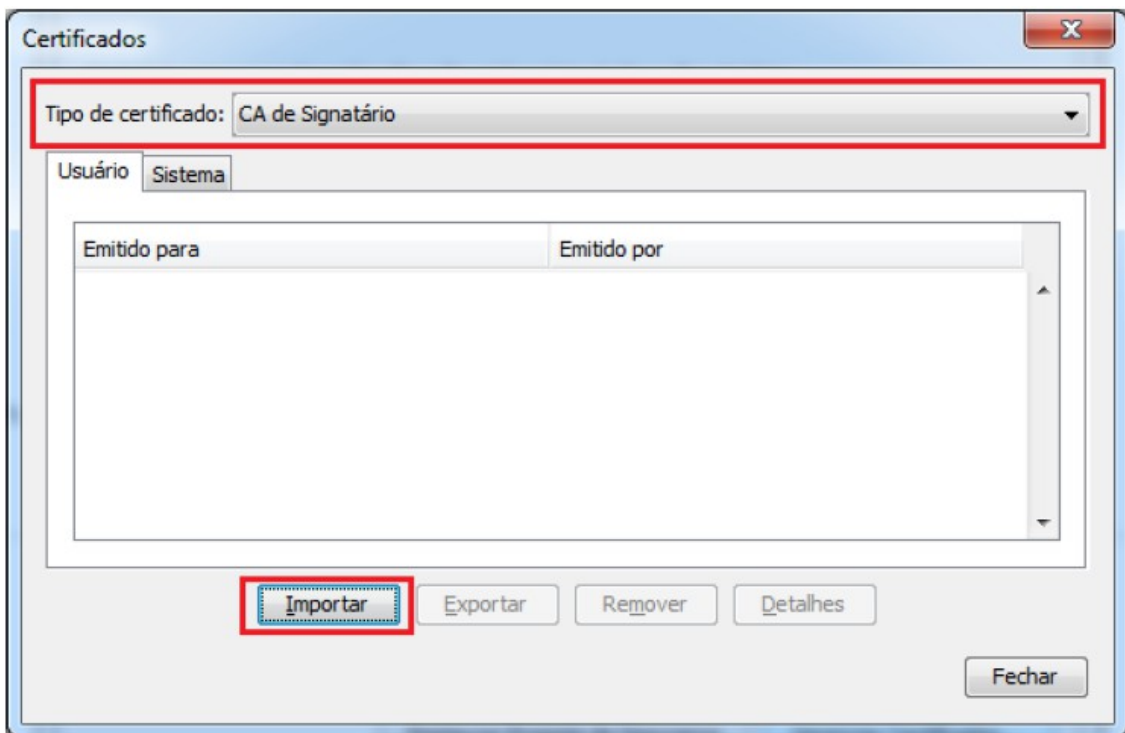 Certificados
Tipo de certificado: CA de Signatário
Usuário Sistema
Emitido para Emitido por
Importar Exportar Remover Detalhes
Fechar